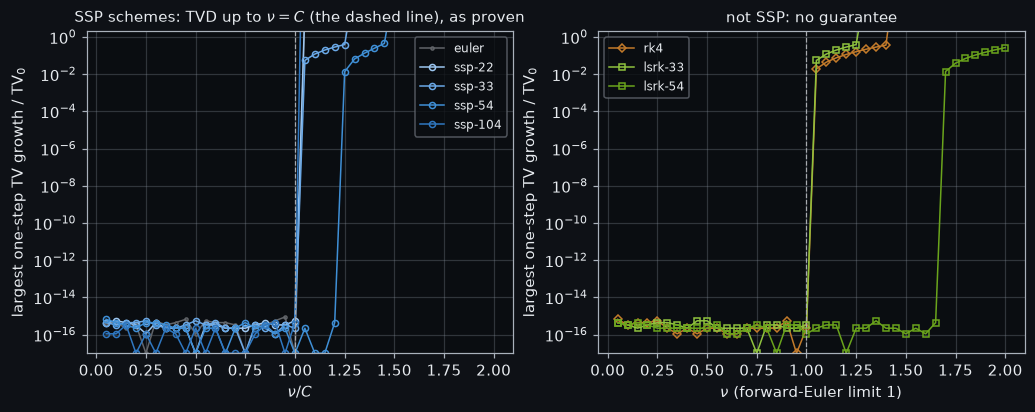 SSP schemes: TVD up to ν = C (the dashed line), as proven
largest one-step TV growth / TV₀
10⁰
10⁻²
10⁻⁴
10⁻⁶
10⁻⁸
10⁻¹⁰
10⁻¹²
10⁻¹⁴
10⁻¹⁶
euler
ssp-22
ssp-33
ssp-54
ssp-104
0.00 0.25 0.50 0.75 1.00 1.25 1.50 1.75 2.00
ν/C
not SSP: no guarantee
largest one-step TV growth / TV₀
10⁰
10⁻²
10⁻⁴
10⁻⁶
10⁻⁸
10⁻¹⁰
10⁻¹²
10⁻¹⁴
10⁻¹⁶
rk4
lsrk-33
lsrk-54
0.00 0.25 0.50 0.75 1.00 1.25 1.50 1.75 2.00
ν (forward-Euler limit 1)